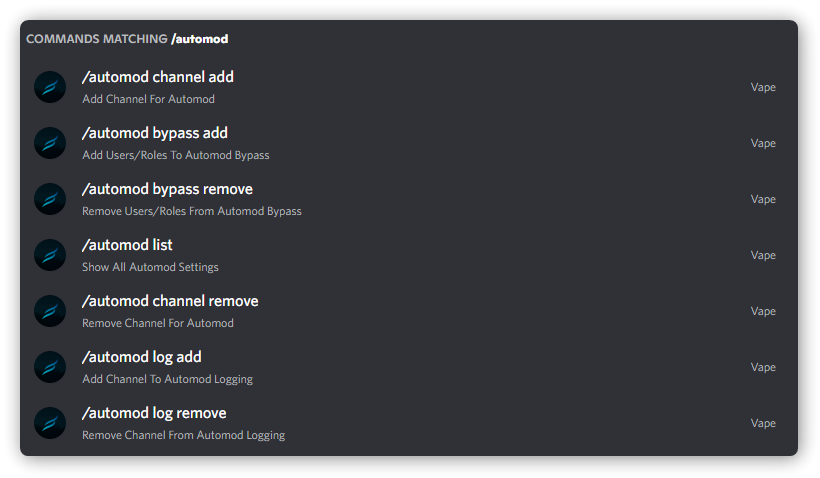 COMMANDS MATCHING /automod
/automod channel add
Add Channel For Automod
Vape
/automod bypass add
Add Users/Roles To Automod Bypass
Vape
/automod bypass remove
Remove Users/Roles From Automod Bypass
Vape
/automod list
Show All Automod Settings
Vape
/automod channel remove
Remove Channel For Automod
Vape
/automod log add
Add Channel To Automod Logging
Vape
/automod log remove
Remove Channel From Automod Logging
Vape